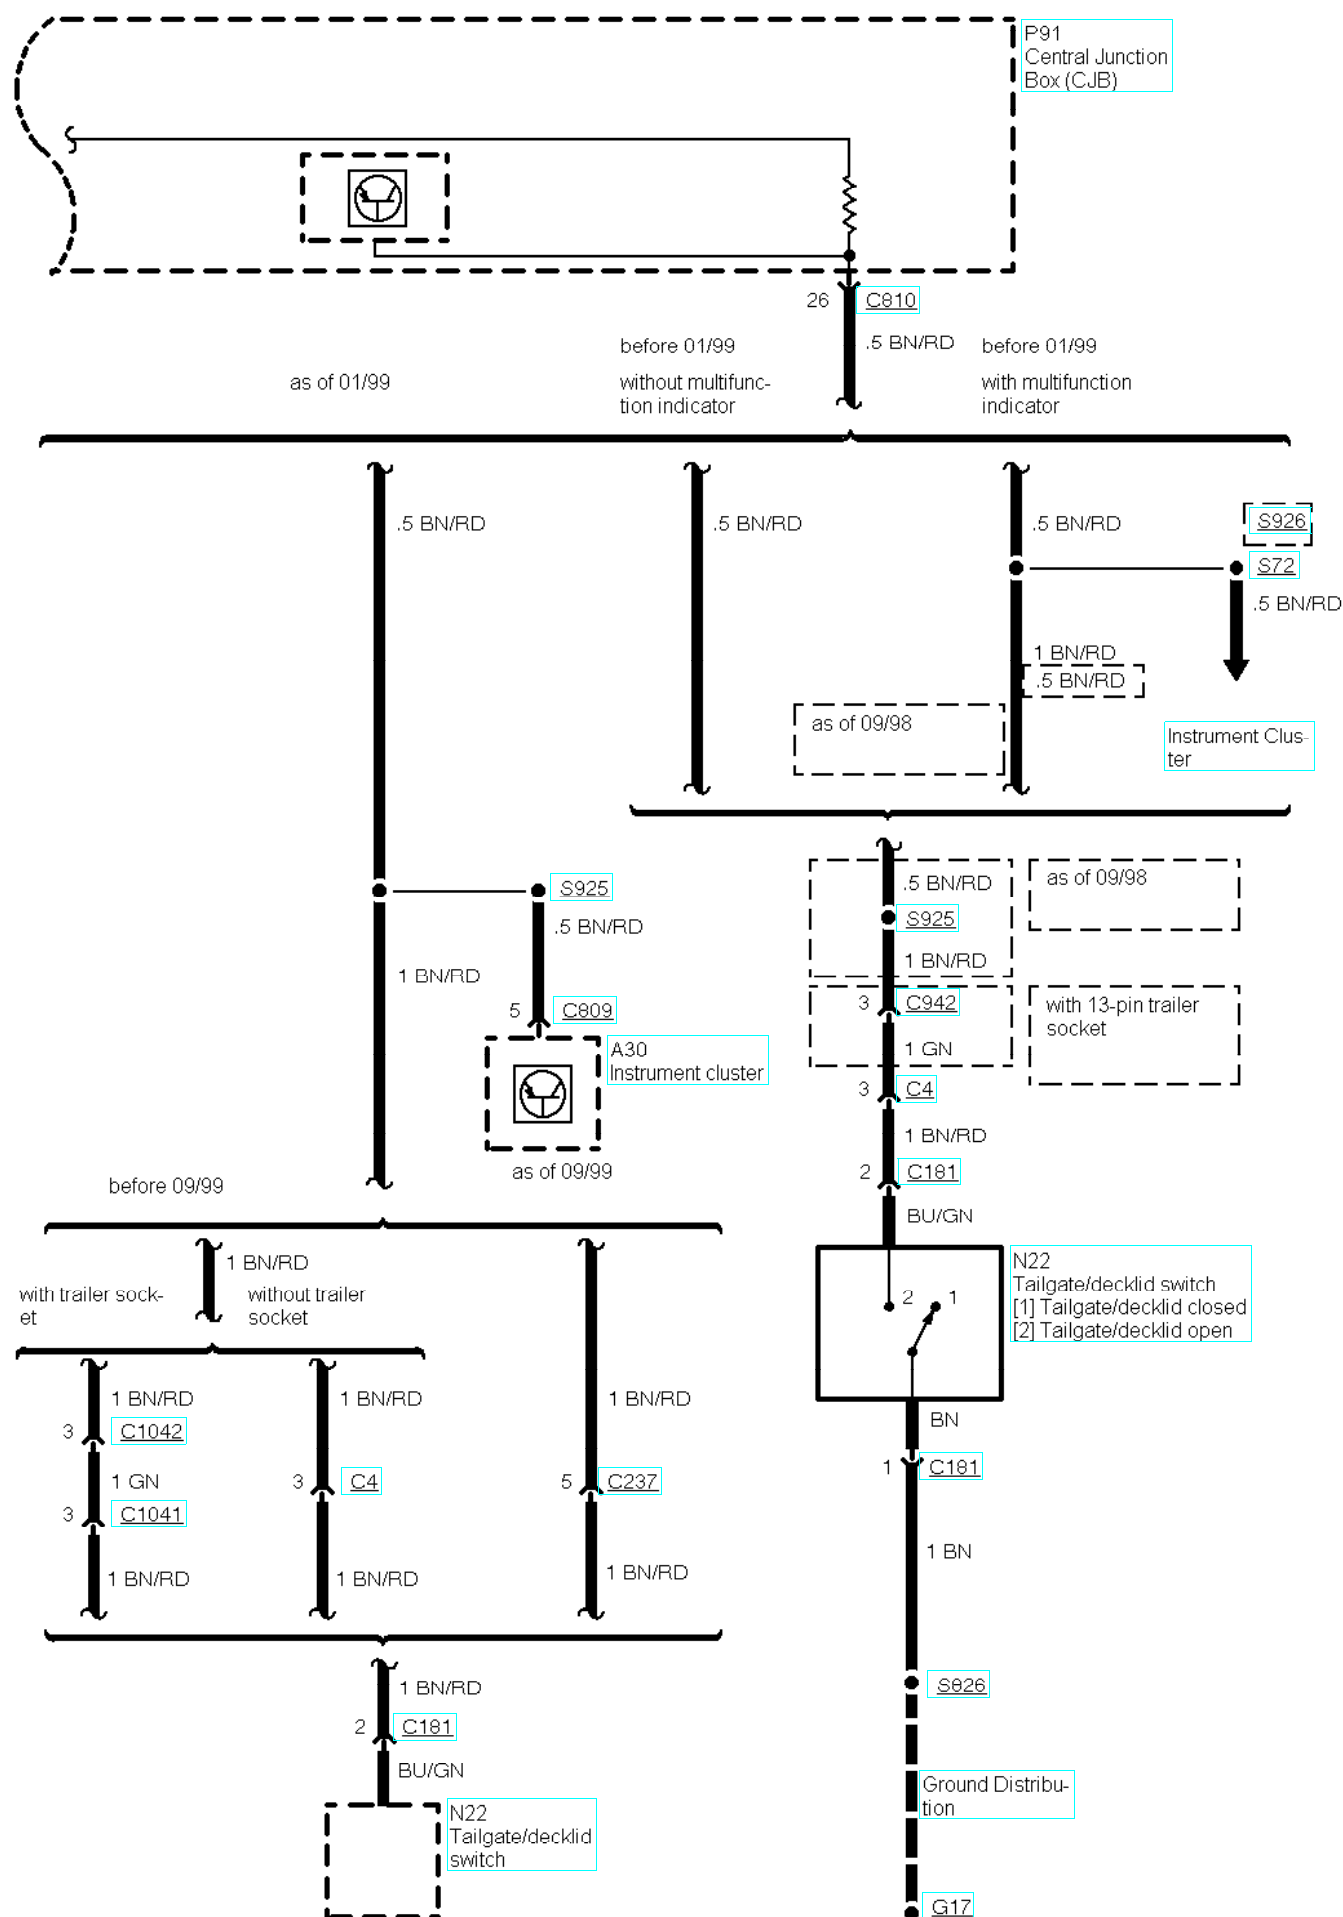 P91
Central Junction
Box (CJB)
26
C810
.5 BN/RD
before 01/99
without multifunc-
tion indicator
before 01/99
with multifunction
indicator
as of 01/99
.5 BN/RD
.5 BN/RD
.5 BN/RD
S926
S72
.5 BN/RD
1 BN/RD
.5 BN/RD
as of 09/98
Instrument Clus-
ter
S925
.5 BN/RD
1 BN/RD
5
C809
A30
Instrument cluster
.5 BN/RD
S925
1 BN/RD
as of 09/98
3
C942
1 GN
with 13-pin trailer
socket
3
C4
1 BN/RD
2
C181
BU/GN
as of 09/99
before 09/99
1 BN/RD
with trailer sock-
et
without trailer
socket
N22
Tailgate/decklid switch
[1] Tailgate/decklid closed
[2] Tailgate/decklid open
2
1
BN
1
C181
1 BN
1 BN/RD
3
C1042
1 GN
3
C1041
1 BN/RD
1 BN/RD
3
C4
1 BN/RD
1 BN/RD
5
C237
1 BN/RD
1 BN/RD
2
C181
BU/GN
N22
Tailgate/decklid
switch
S826
Ground Distribu-
tion
G17